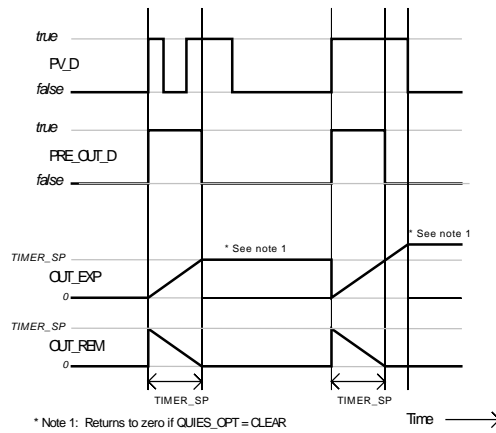 true
PV_D
false
true
PRE_OUT_D
false
* See note 1
* See note 1
TIMER_SP
OUT_EXP
0
TIMER_SP
OUT_REM
0
TIMER_SP
TIMER_SP
* Note 1: Returns to zero if QUIES_OPT = CLEAR
Time